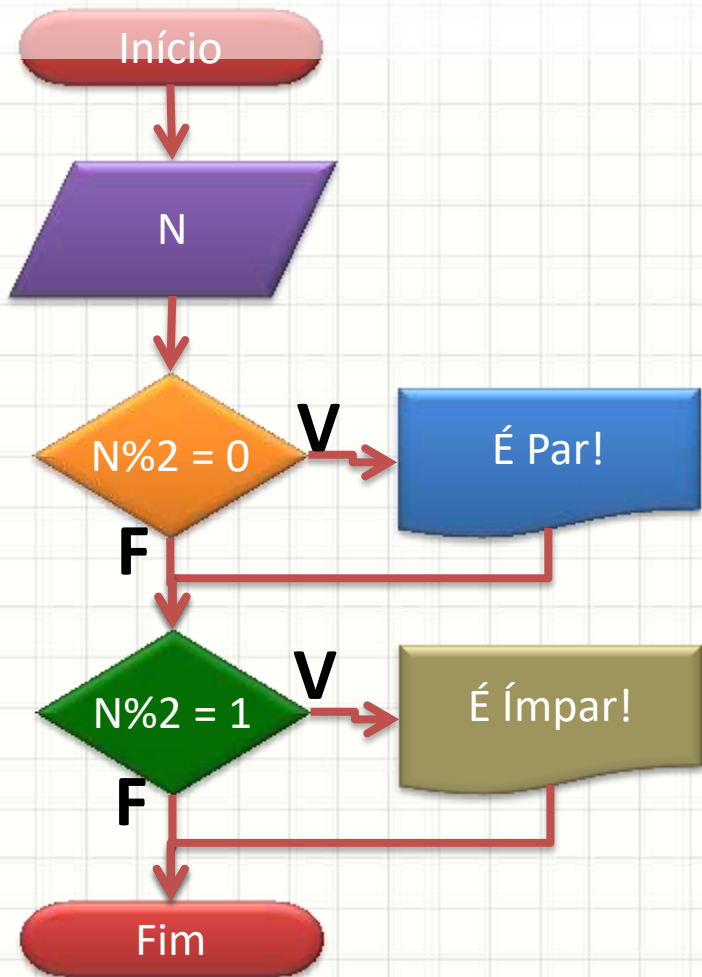 Início
N
N%2 = 0
V
É Par!
F
N%2 = 1
V
É Ímpar!
F
Fim